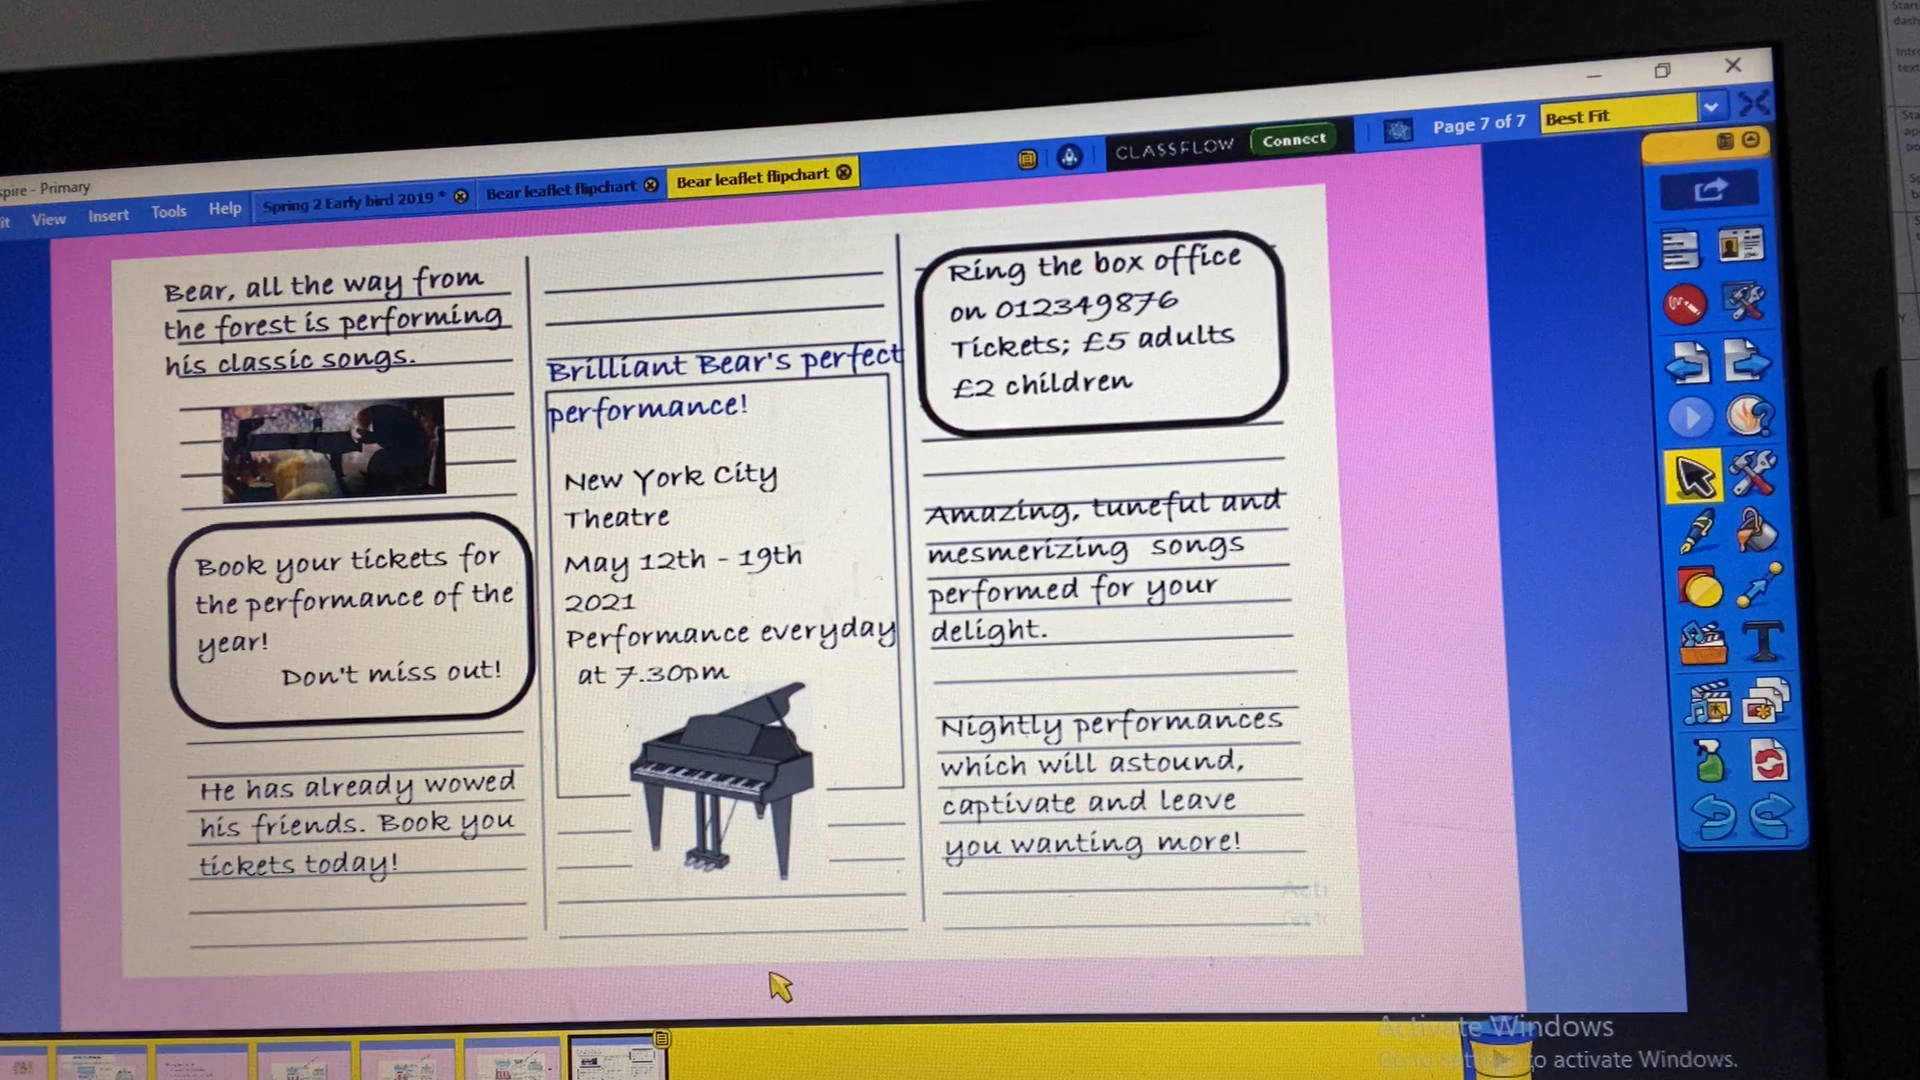 spire - Primary
it View Insert Tools Help
Spring 2 Early bird 2019 *
Bear leaflet flipchart
Bear leaflet flipchart
CLASSFLOW
Connect
Page 7 of 7
Best Fit
Bear, all the way from
the forest is performing
his classic songs.
Book your tickets for
the performance of the
year!
Don't miss out!
He has already wowed
his friends. Book you
tickets today!
Brilliant Bear's perfect
performance!
New York City
Theatre
May 12th - 19th
2021
Performance everyday
at 7.30pm
Ring the box office
on 012349876
Tickets; £5 adults
£2 children
Amazing, tuneful and
mesmerizing songs
performed for your
delight.
Nightly performances
which will astound,
captivate and leave
you wanting more!
Activate Windows
Go to Settings to activate Windows.